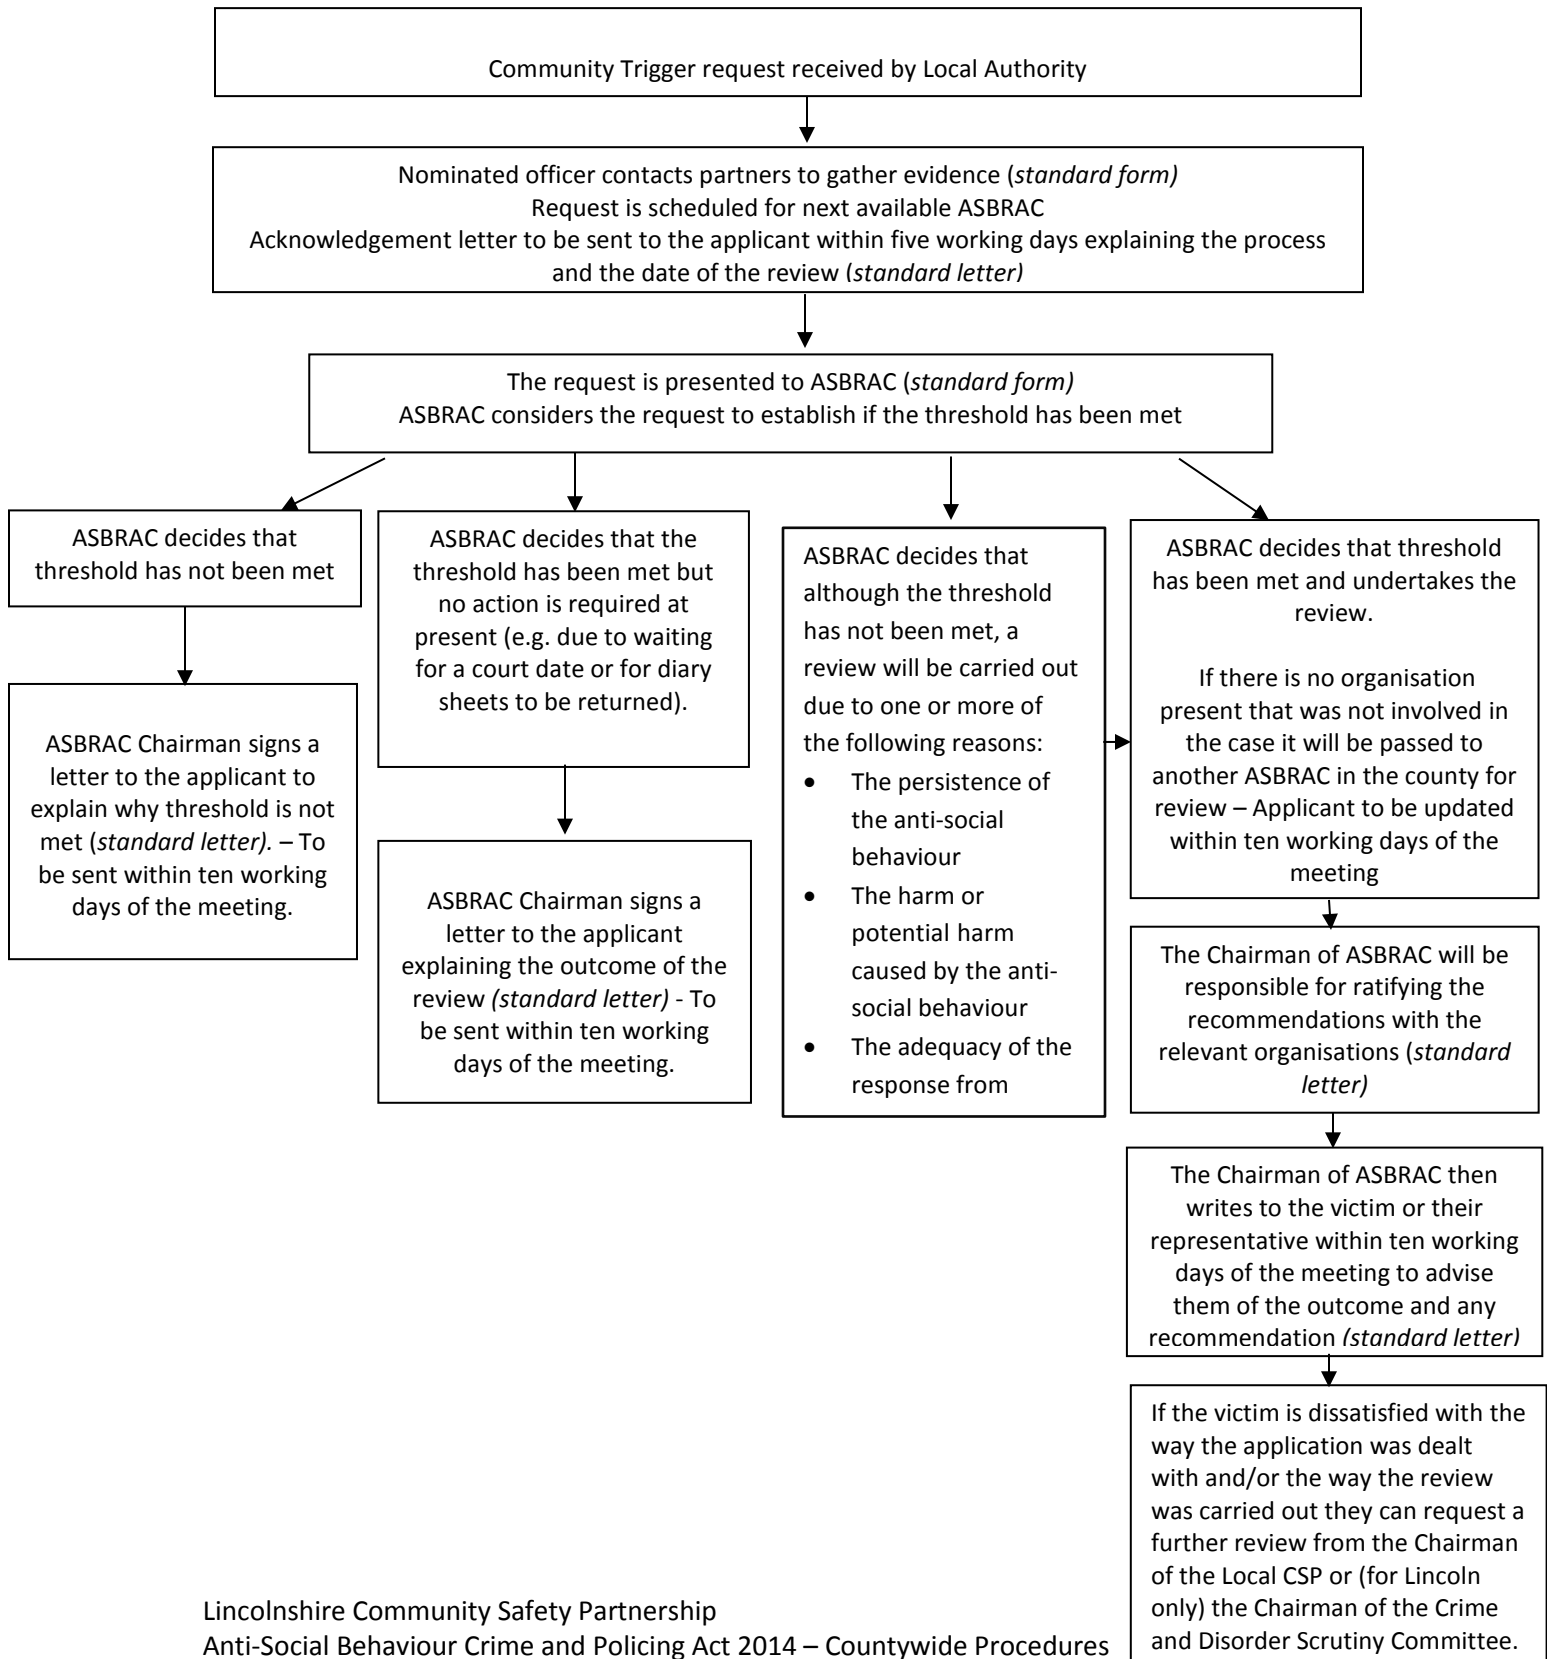 Community Trigger request received by Local Authority
Nominated officer contacts partners to gather evidence (standard form)
Request is scheduled for next available ASBRAC
Acknowledgement letter to be sent to the applicant within five working days explaining the process
and the date of the review (standard letter)
The request is presented to ASBRAC (standard form)
ASBRAC considers the request to establish if the threshold has been met
ASBRAC decides that
threshold has not been met
ASBRAC Chairman signs a
letter to the applicant to
explain why threshold is not
met (standard letter). – To
be sent within ten working
days of the meeting.
ASBRAC decides that the
threshold has been met but
no action is required at
present (e.g. due to waiting
for a court date or for diary
sheets to be returned).
ASBRAC Chairman signs a
letter to the applicant
explaining the outcome of the
review (standard letter) - To
be sent within ten working
days of the meeting.
ASBRAC decides that
although the threshold
has not been met, a
review will be carried out
due to one or more of
the following reasons:
• The persistence of
the anti-social
behaviour
• The harm or
potential harm
caused by the anti-
social behaviour
• The adequacy of the
response from
ASBRAC decides that threshold
has been met and undertakes the
review.
If there is no organisation
present that was not involved in
the case it will be passed to
another ASBRAC in the county for
review – Applicant to be updated
within ten working days of the
meeting
The Chairman of ASBRAC will be
responsible for ratifying the
recommendations with the
relevant organisations (standard
letter)
The Chairman of ASBRAC then
writes to the victim or their
representative within ten working
days of the meeting to advise
them of the outcome and any
recommendation (standard letter)
If the victim is dissatisfied with the
way the application was dealt
with and/or the way the review
was carried out they can request a
further review from the Chairman
of the Local CSP or (for Lincoln
only) the Chairman of the Crime
and Disorder Scrutiny Committee.
Lincolnshire Community Safety Partnership
Anti-Social Behaviour Crime and Policing Act 2014 – Countywide Procedures